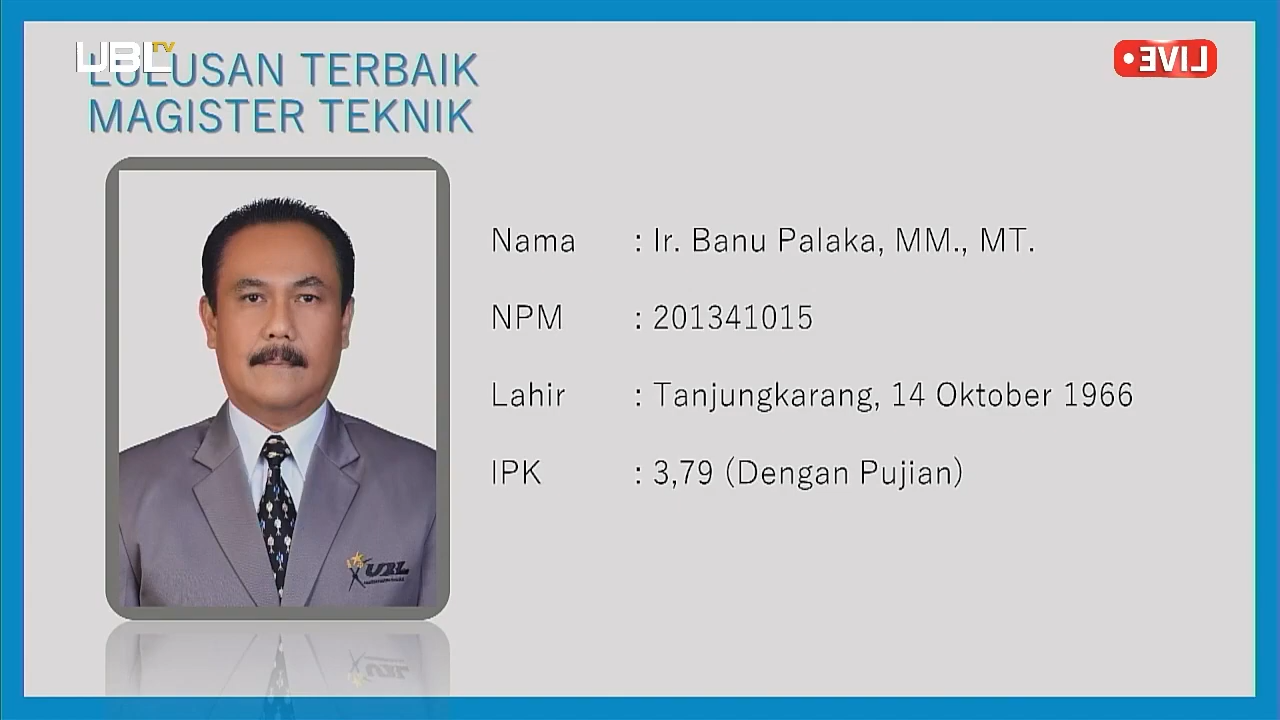 UBL TV
LULUSAN TERBAIK
MAGISTER TEKNIK
LIVE
Nama : Ir. Banu Palaka, MM., MT.
NPM : 201341015
Lahir : Tanjungkarang, 14 Oktober 1966
IPK : 3,79 (Dengan Pujian)
UBL